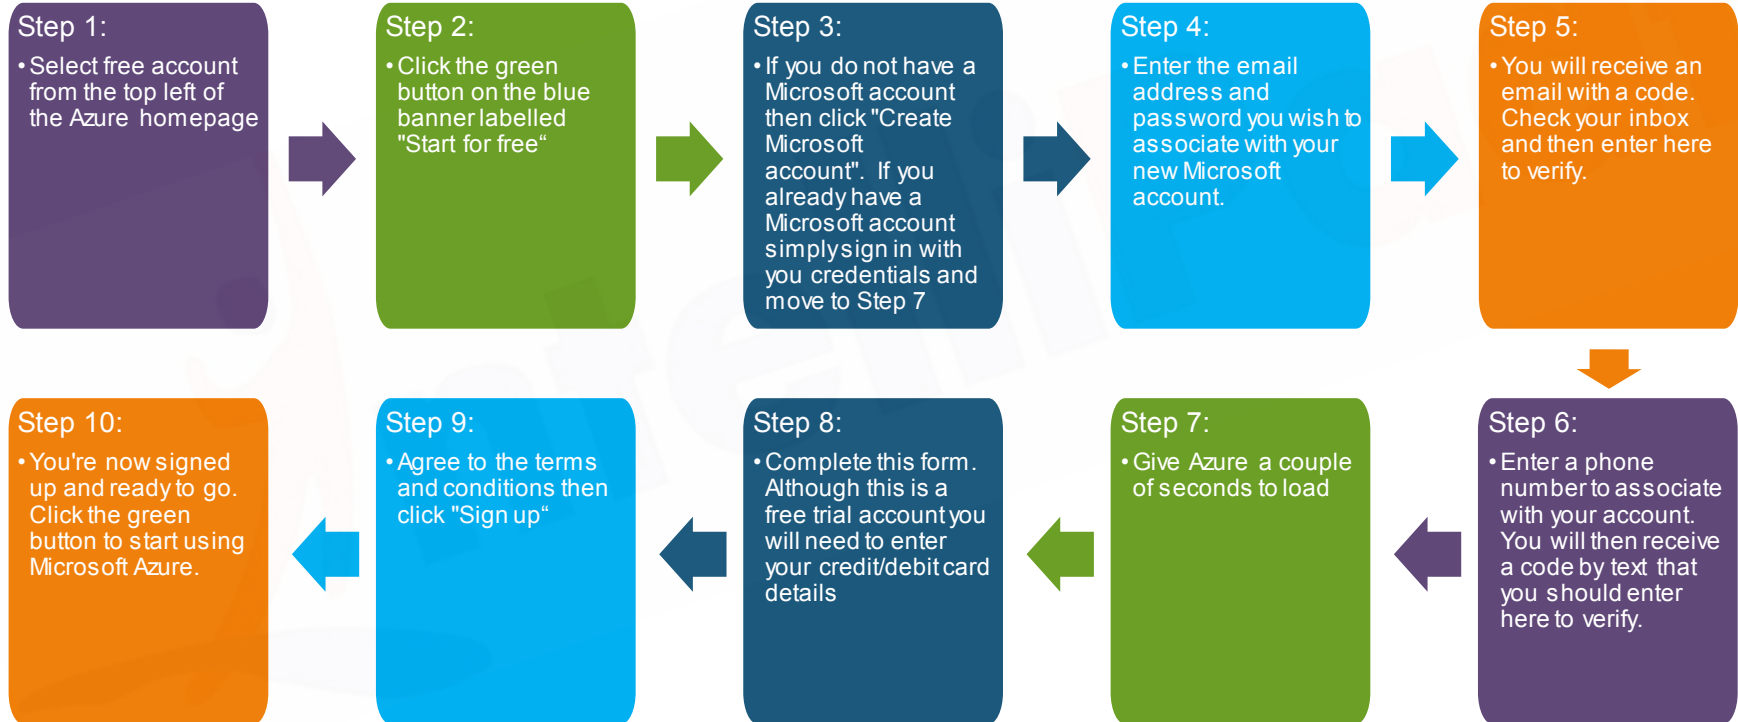 Step 1:
• Select free account
from the top left of
the Azure homepage
Step 2:
• Click the green
button on the blue
banner labelled
"Start for free“
Step 3:
• If you do not have a
Microsoft account
then click "Create
Microsoft
account". If you
already have a
Microsoft account
simply sign in with
you credentials and
move to Step 7
Step 4:
• Enter the email
address and
password you wish to
associate with your
new Microsoft
account.
Step 5:
• You will receive an
email with a code.
Check your inbox
and then enter here
to verify.
Step 6:
• Enter a phone
number to associate
with your account.
You will then receive
a code by text that
you should enter
here to verify.
Step 7:
• Give Azure a couple
of seconds to load
Step 8:
• Complete this form.
Although this is a
free trial account you
will need to enter
your credit/debit card
details
Step 9:
• Agree to the terms
and conditions then
click "Sign up“
Step 10:
• You're now signed
up and ready to go.
Click the green
button to start using
Microsoft Azure.